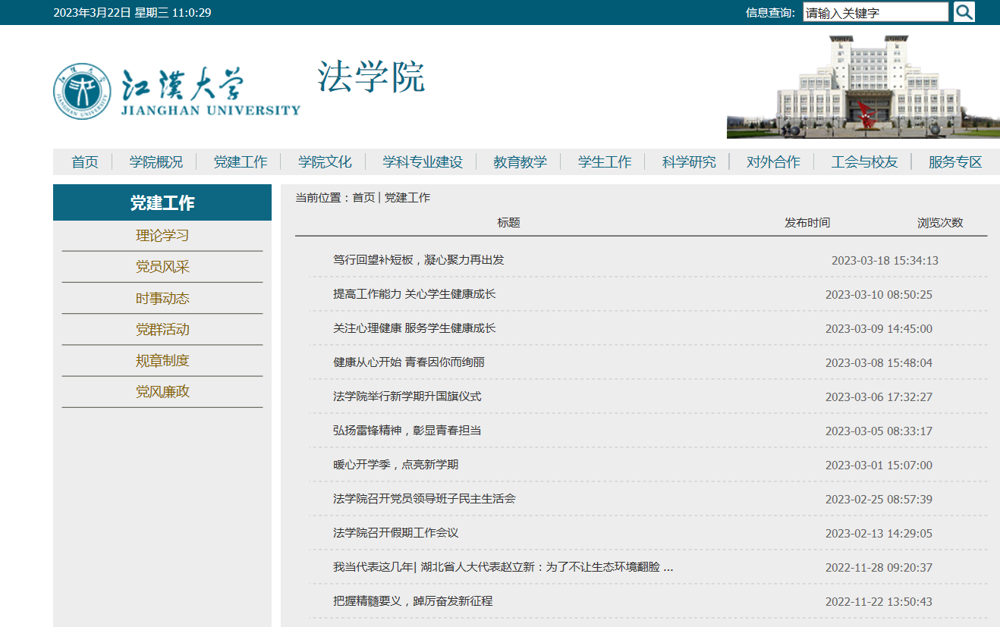 2023年3月22日 星期三 11:0:29
信息查询: 请输入关键字
江漢大学
JIANGHAN UNIVERSITY
法学院
首页 学院概况 党建工作 学院文化 学科专业建设 教育教学 学生工作 科学研究 对外合作 工会与校友 服务专区
党建工作
理论学习
党员风采
时事动态
党群活动
规章制度
党风廉政
当前位置：首页 | 党建工作
标题 发布时间 浏览次数
笃行回望补短板，凝心聚力再出发 2023-03-18 15:34:13
提高工作能力 关心学生健康成长 2023-03-10 08:50:25
关注心理健康 服务学生健康成长 2023-03-09 14:45:00
健康从心开始 青春因你而绚丽 2023-03-08 15:48:04
法学院举行新学期升国旗仪式 2023-03-06 17:32:27
弘扬雷锋精神，彰显青春担当 2023-03-05 08:33:17
暖心开学季，点亮新学期 2023-03-01 15:07:00
法学院召开党员领导班子民主生活会 2023-02-25 08:57:39
法学院召开假期工作会议 2023-02-13 14:29:05
我当代表这几年| 湖北省人大代表赵立新：为了不让生态环境翻脸 ... 2022-11-28 09:20:37
把握精髓要义，踔厉奋发新征程 2022-11-22 13:50:43